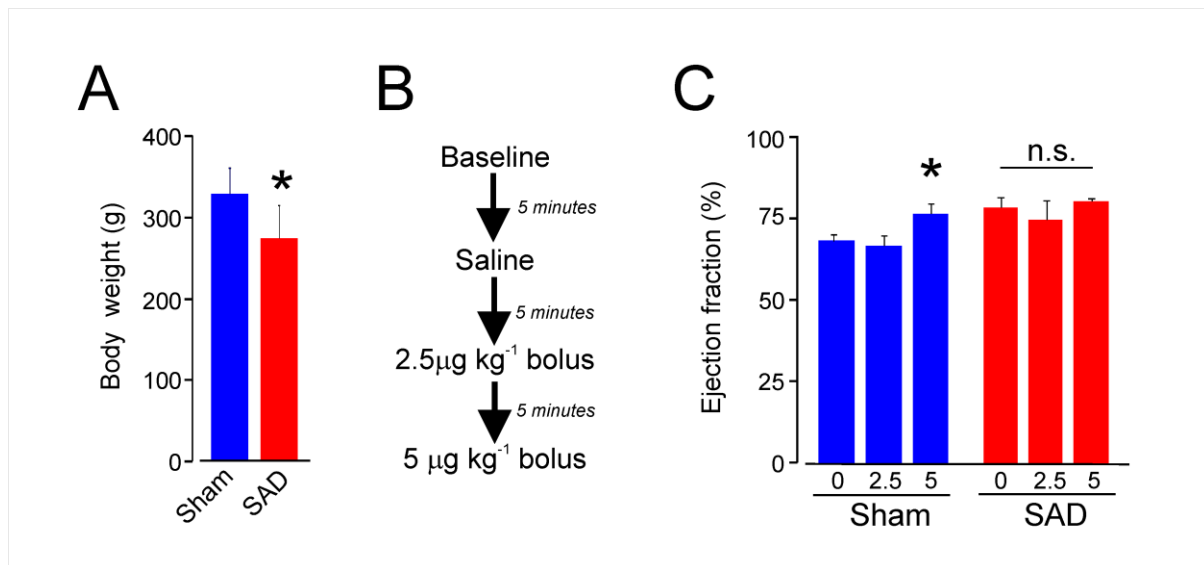 A
Body weight (g)
400
300
200
100
0
*
Sham
SAD
B
Baseline
5 minutes
Saline
5 minutes
2.5μg kg⁻¹ bolus
5 minutes
5 μg kg⁻¹ bolus
C
Ejection fraction (%)
100
75
50
25
0
*
n.s.
0 2.5 5 0 2.5 5
Sham SAD